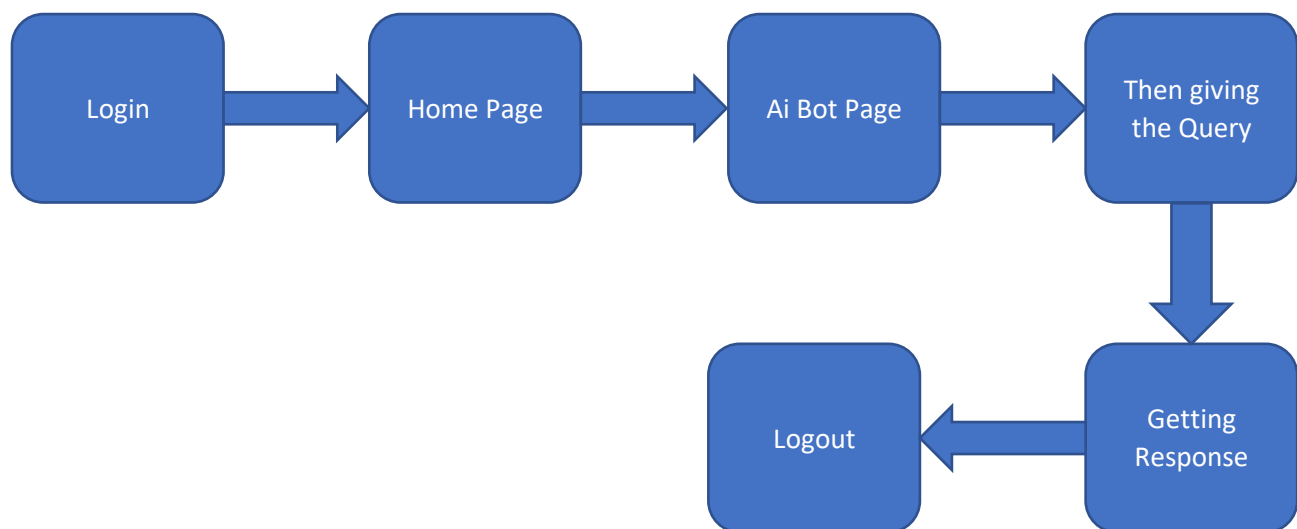 Login
Home Page
Ai Bot Page
Then giving
the Query
Getting
Response
Logout